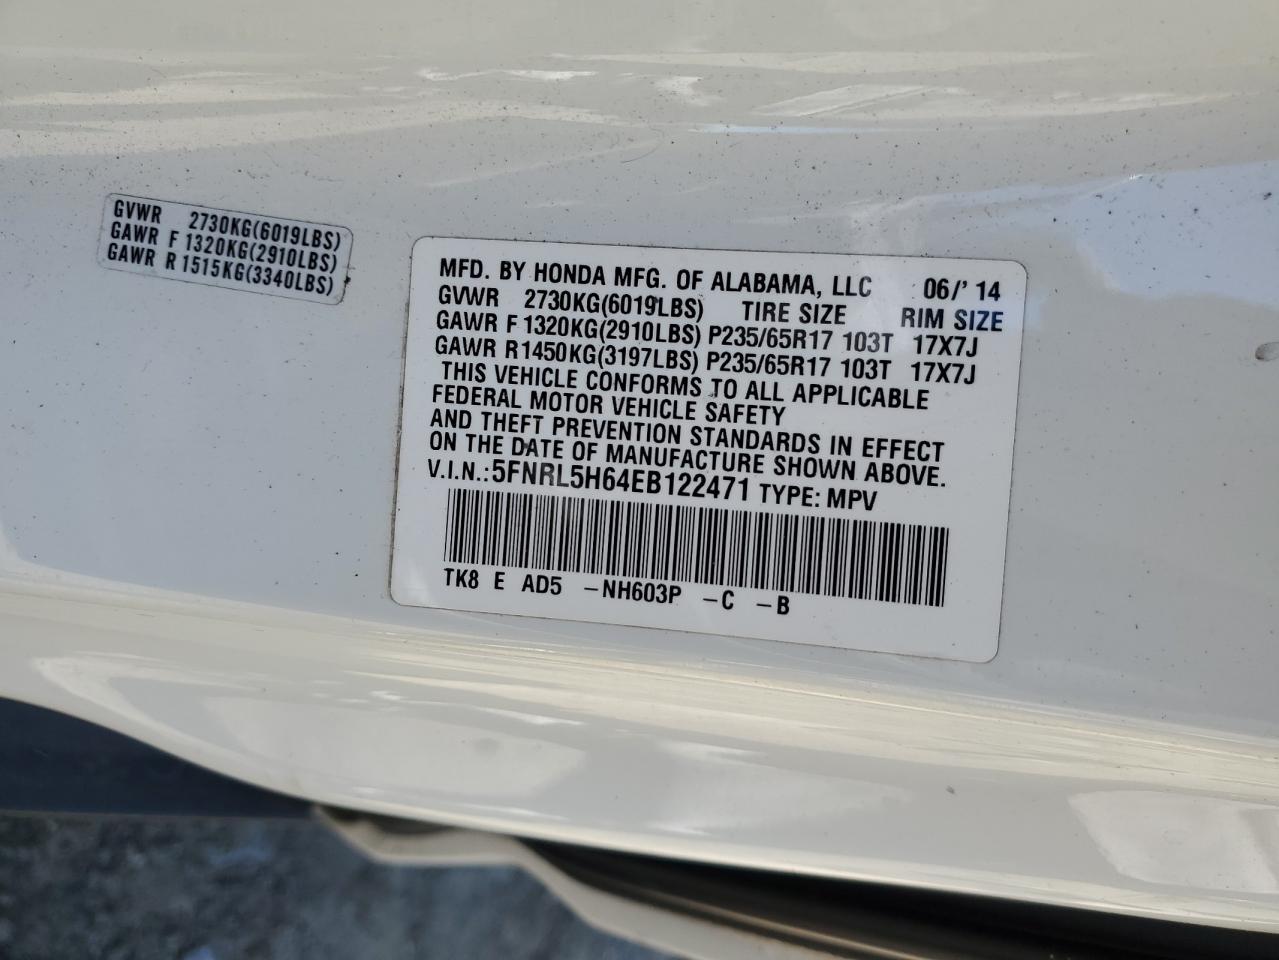 GVWR 2730KG(6019LBS)
GAWR F 1320KG(2910LBS)
GAWR R 1515KG(3340LBS)
MFD. BY HONDA MFG. OF ALABAMA, LLC 06/' 14
GVWR 2730KG(6019LBS) TIRE SIZE RIM SIZE
GAWR F 1320KG(2910LBS) P235/65R17 103T 17X7J
GAWR R1450KG(3197LBS) P235/65R17 103T 17X7J
THIS VEHICLE CONFORMS TO ALL APPLICABLE
FEDERAL MOTOR VEHICLE SAFETY
AND THEFT PREVENTION STANDARDS IN EFFECT
ON THE DATE OF MANUFACTURE SHOWN ABOVE.
V.I.N.:5FNRL5H64EB122471 TYPE: MPV
TK8 E AD5 –NH603P –C –B